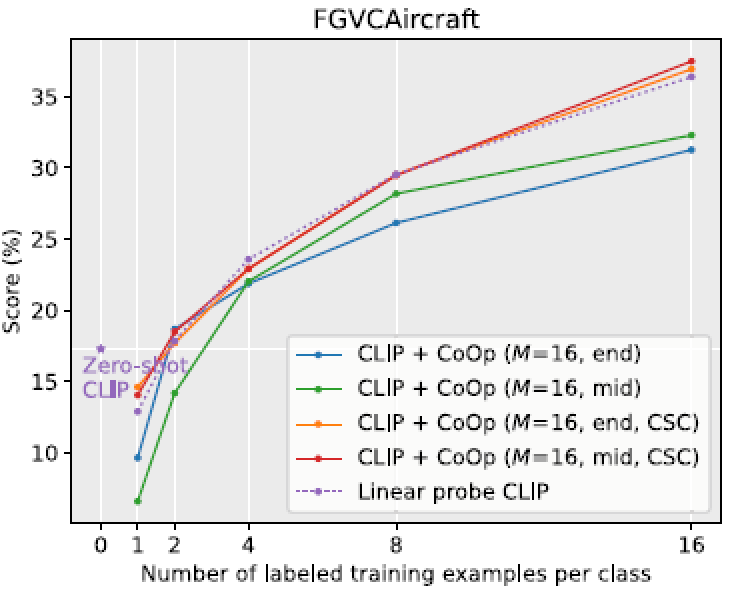 FGVCAircraft
Score (%)
35
30
25
20
15
10
Zero-shot
CLIP
CLIP + CoOp (M=16, end)
CLIP + CoOp (M=16, mid)
CLIP + CoOp (M=16, end, CSC)
CLIP + CoOp (M=16, mid, CSC)
Linear probe CLIP
0 1 2 4 8 16
Number of labeled training examples per class